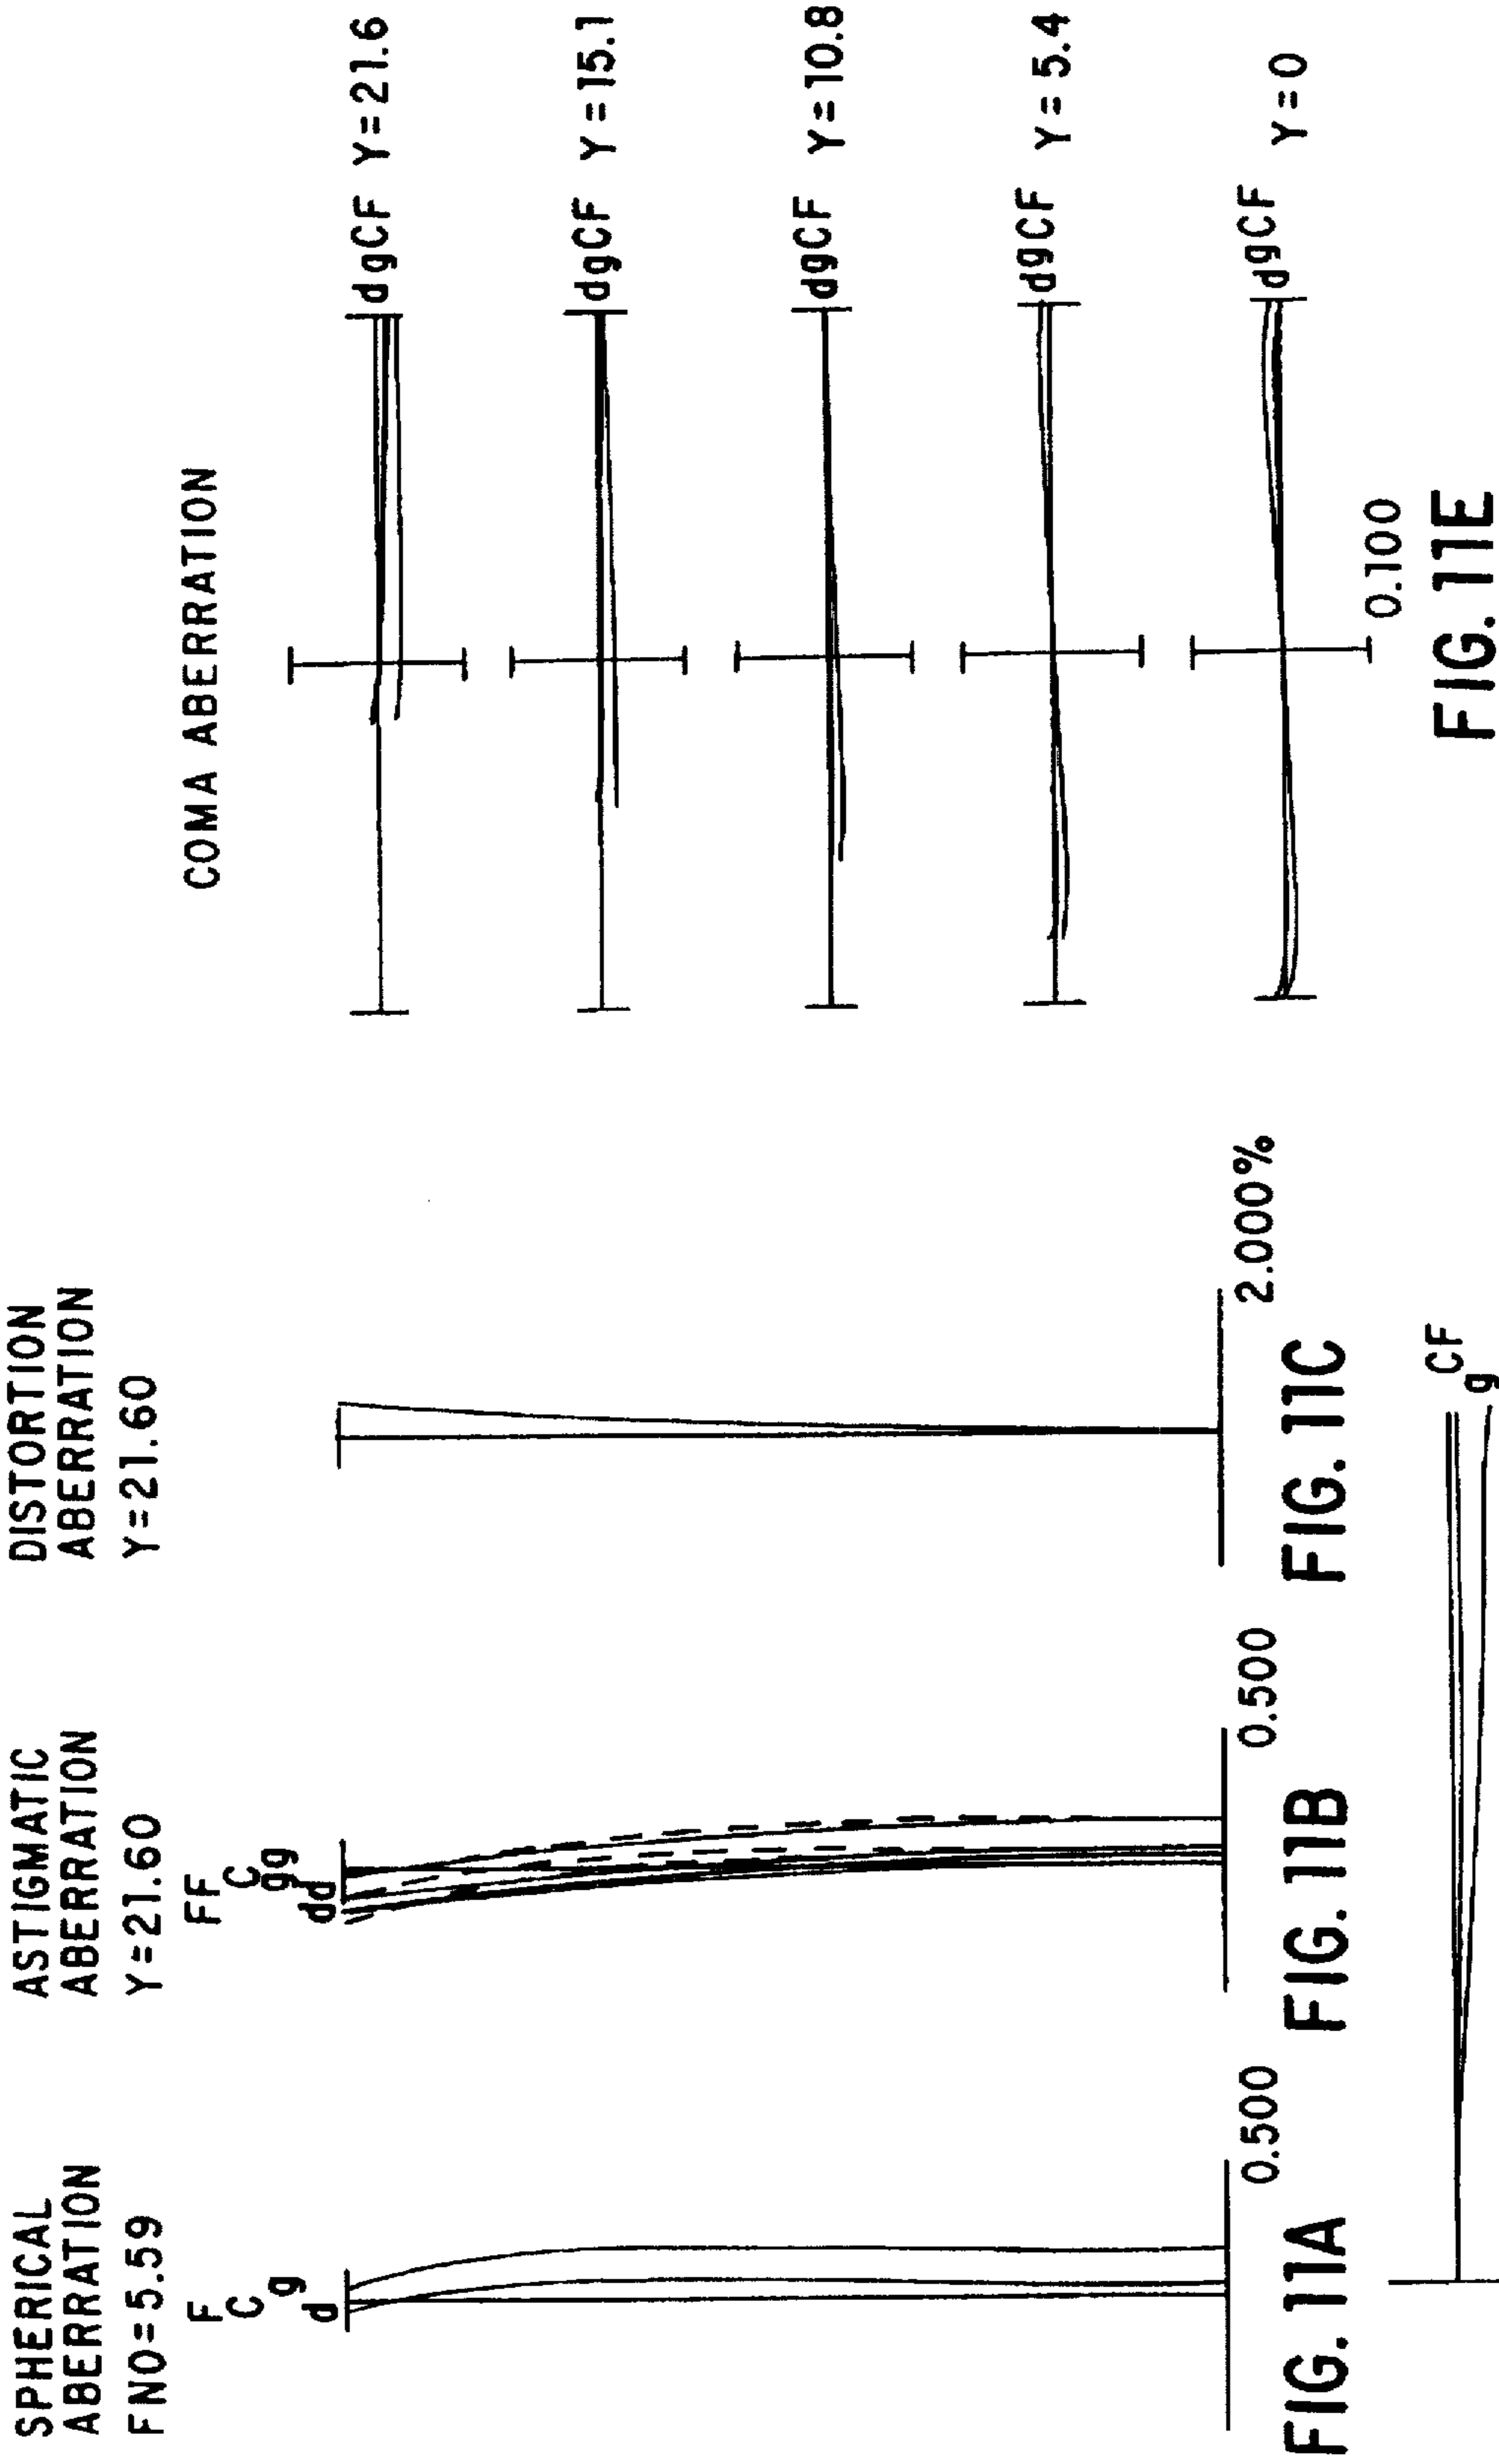 SPHERICAL
ABERRATION
FNO=5.59
F
C
g
d
0.500
FIG. 11A
ASTIGMATIC
ABERRATION
Y=21.60
FF
C
gg
dd
0.500
FIG. 11B
DISTORTION
ABERRATION
Y=21.60
2.000%
FIG. 11C
CF
g
COMA ABERRATION
dgCF Y=21.6
dgCF Y=15.1
dgCF Y=10.8
dgCF Y=5.4
dgCF Y=0
0.100
FIG. 11E